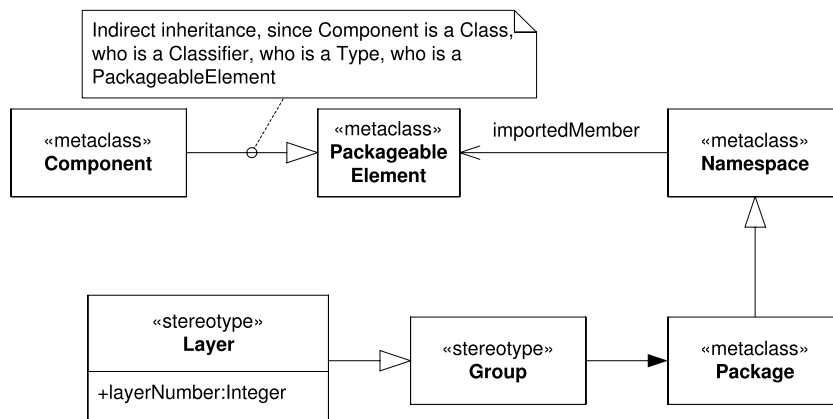 Indirect inheritance, since Component is a Class,
who is a Classifier, who is a Type, who is a
PackageableElement
«metaclass»
Component
«metaclass»
Packageable
Element
importedMember
«metaclass»
Namespace
«stereotype»
Layer
+layerNumber:Integer
«stereotype»
Group
«metaclass»
Package